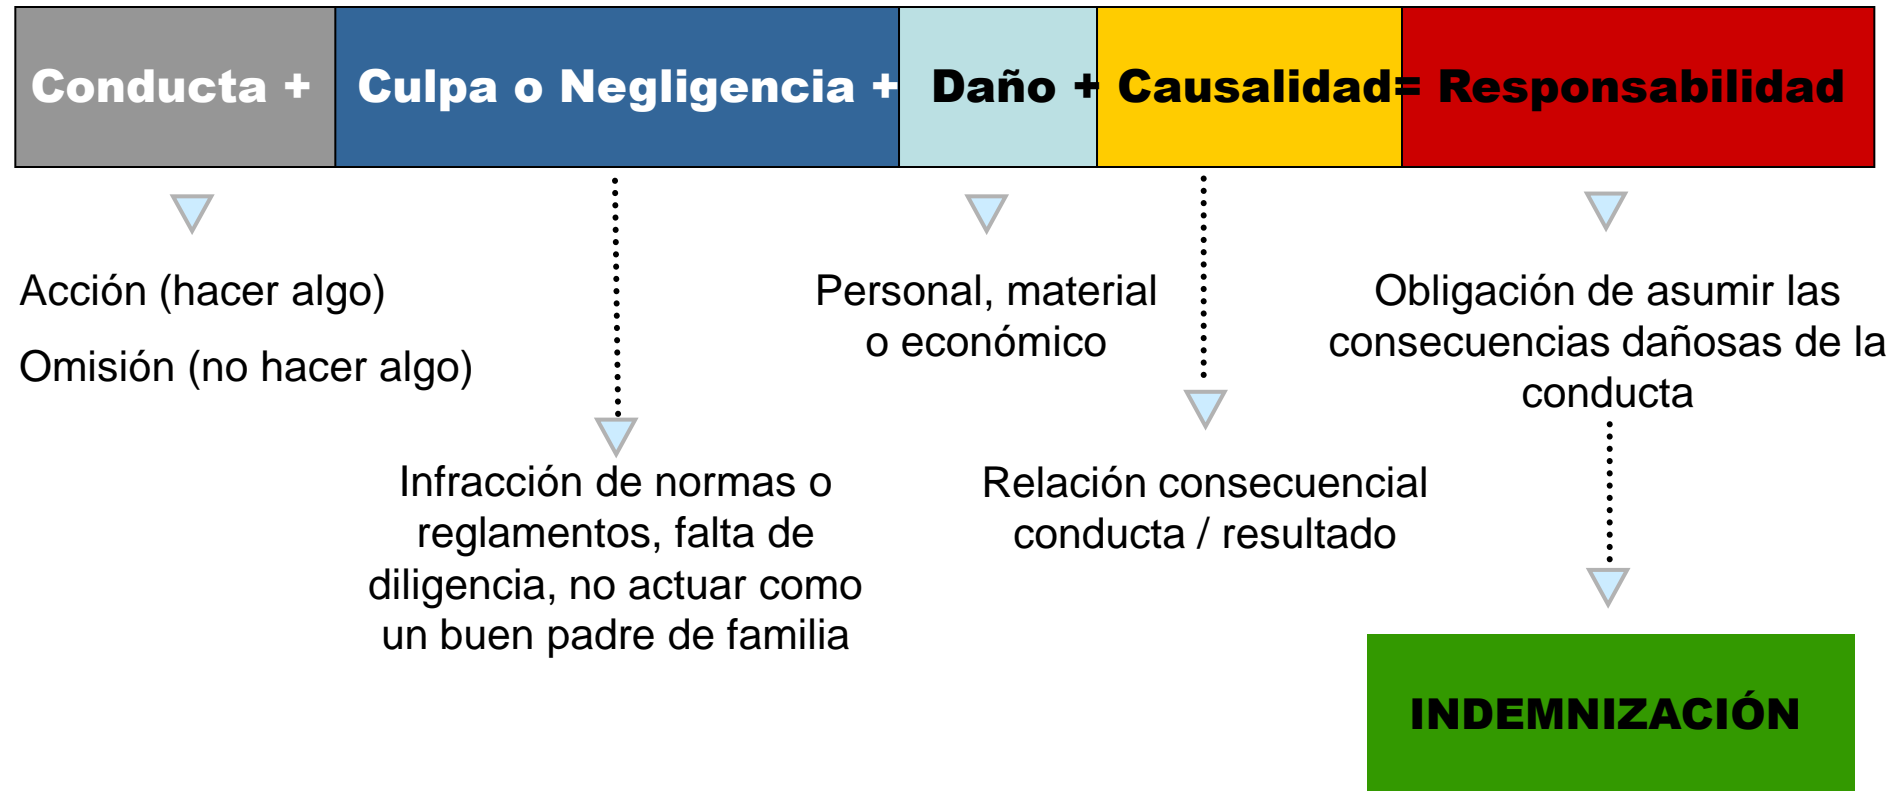 Conducta + Culpa o Negligencia + Daño + Causalidad= Responsabilidad
Acción (hacer algo)
Omisión (no hacer algo)
Infracción de normas o
reglamentos, falta de
diligencia, no actuar como
un buen padre de familia
Personal, material
o económico
Relación consecuencial
conducta / resultado
Obligación de asumir las
consecuencias dañosas de la
conducta
INDEMNIZACIÓN